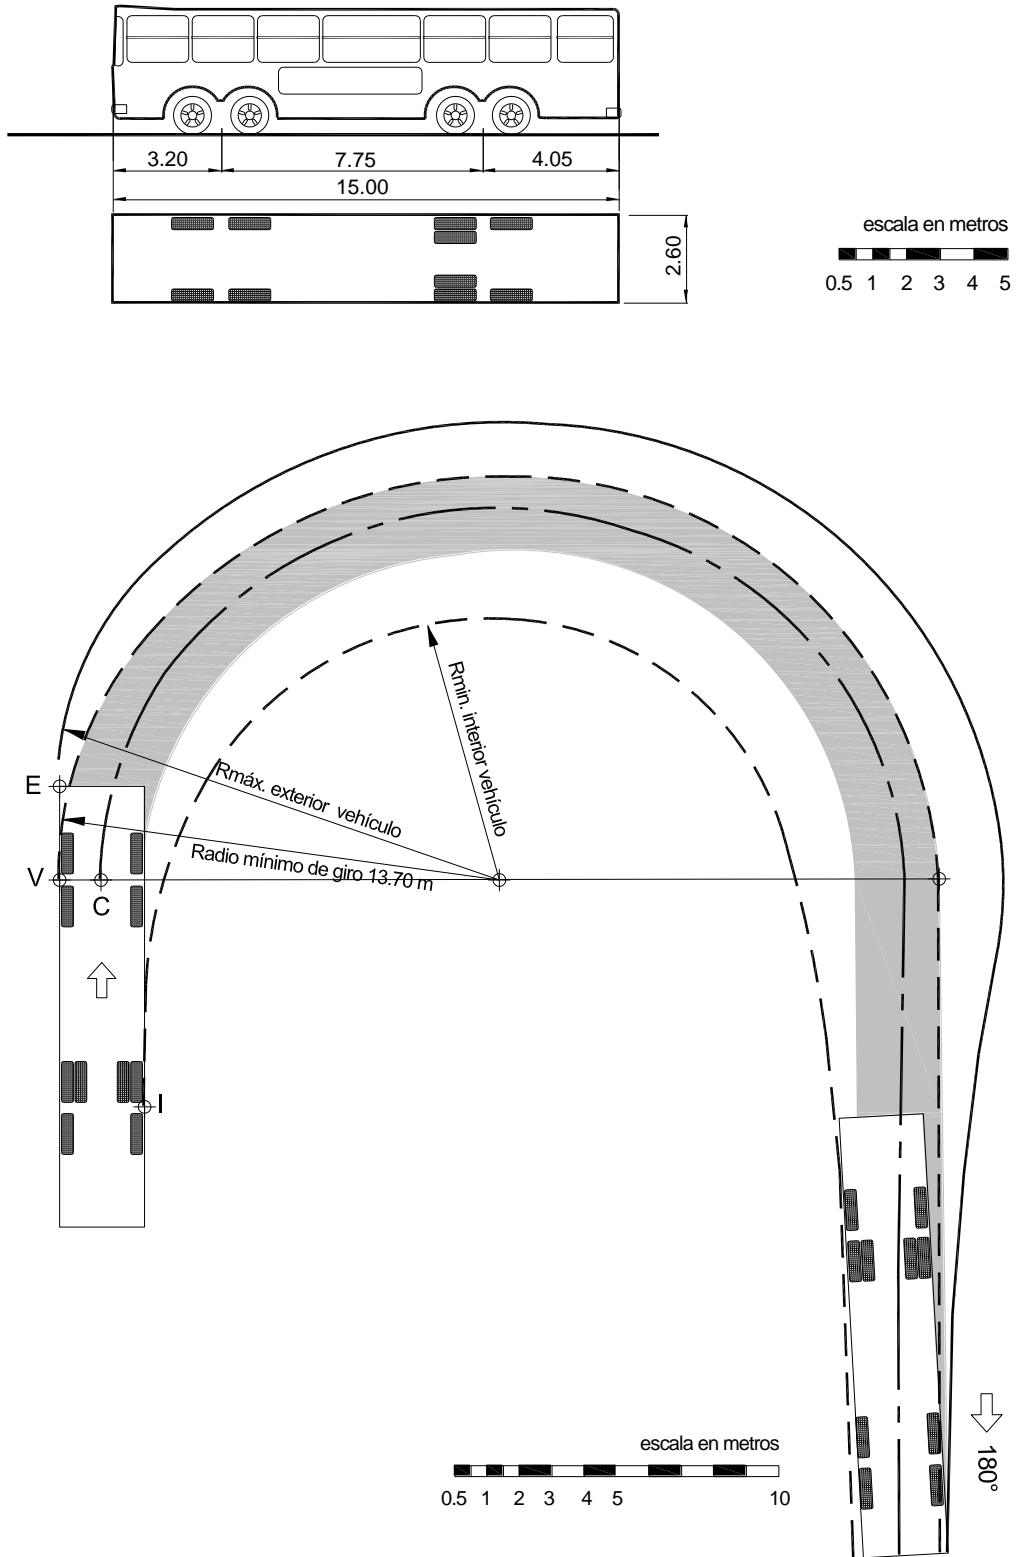 3.20
7.75
4.05
15.00
2.60
escala en metros
0.5 1 2 3 4 5
Rmin. interior vehículo
Rmáx. exterior vehículo
E
Radio mínimo de giro 13.70 m
V
C
I
180°
escala en metros
0.5 1 2 3 4 5 10